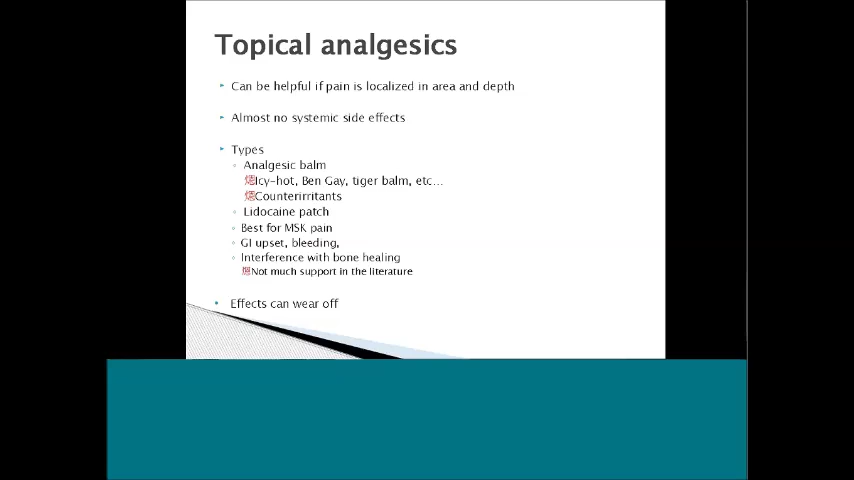 Topical analgesics
Can be helpful if pain is localized in area and depth
Almost no systemic side effects
Types
Analgesic balm
Icy-hot, Ben Gay, tiger balm, etc…
Counterirritants
Lidocaine patch
Best for MSK pain
GI upset, bleeding,
Interference with bone healing
Not much support in the literature
Effects can wear off